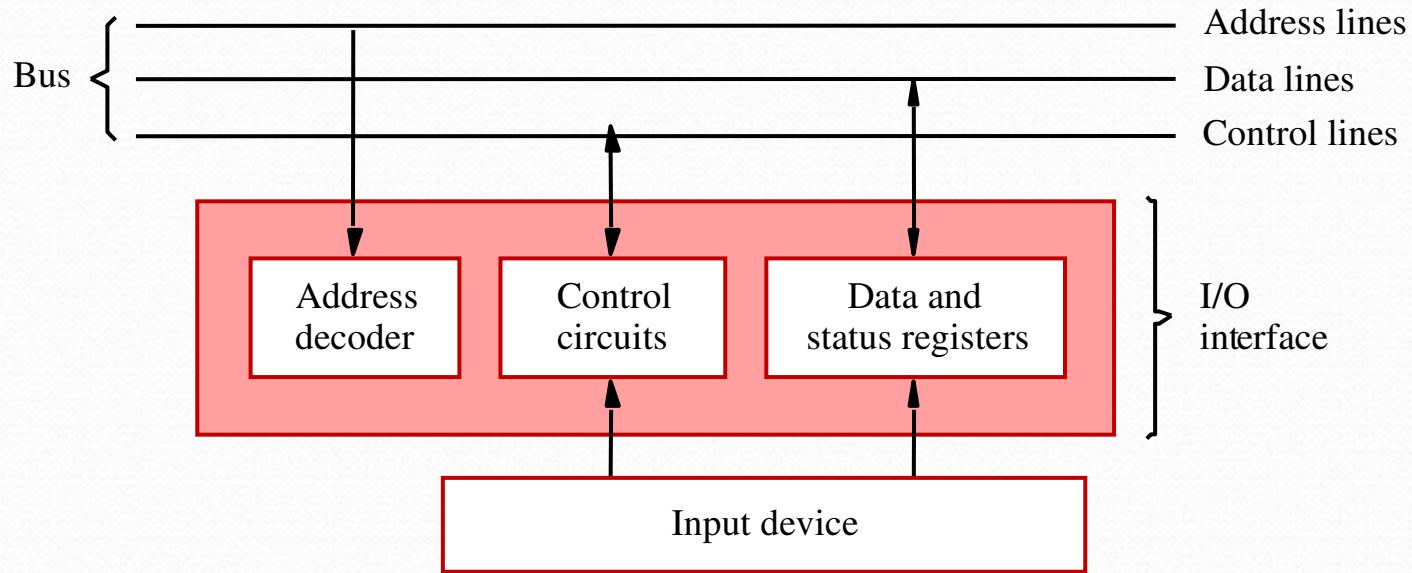 Address lines
Bus
Data lines
Control lines
Address
decoder
Control
circuits
Data and
status registers
I/O
interface
Input device